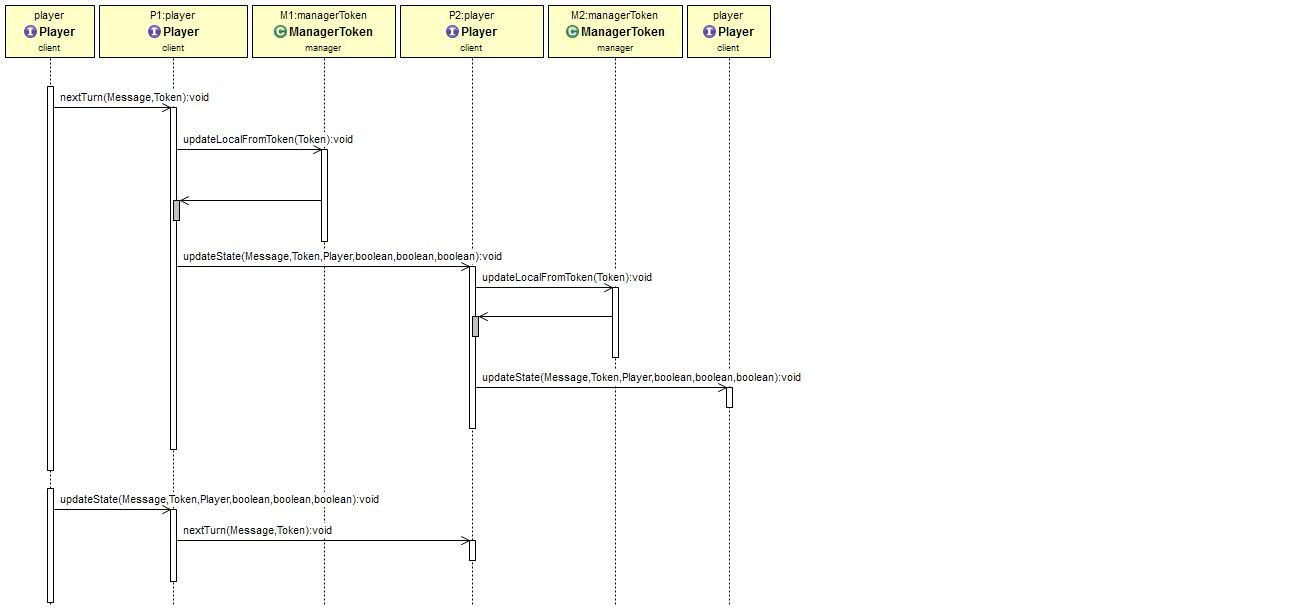 player
I Player
client
P1:player
I Player
client
M1:managerToken
C ManagerToken
manager
P2:player
I Player
client
M2:managerToken
C ManagerToken
manager
player
I Player
client
nextTurn(Message,Token):void
updateLocalFromToken(Token):void
updateState(Message,Token,Player,boolean,boolean,boolean):void
updateLocalFromToken(Token):void
updateState(Message,Token,Player,boolean,boolean,boolean):void
updateState(Message,Token,Player,boolean,boolean,boolean):void
nextTurn(Message,Token):void